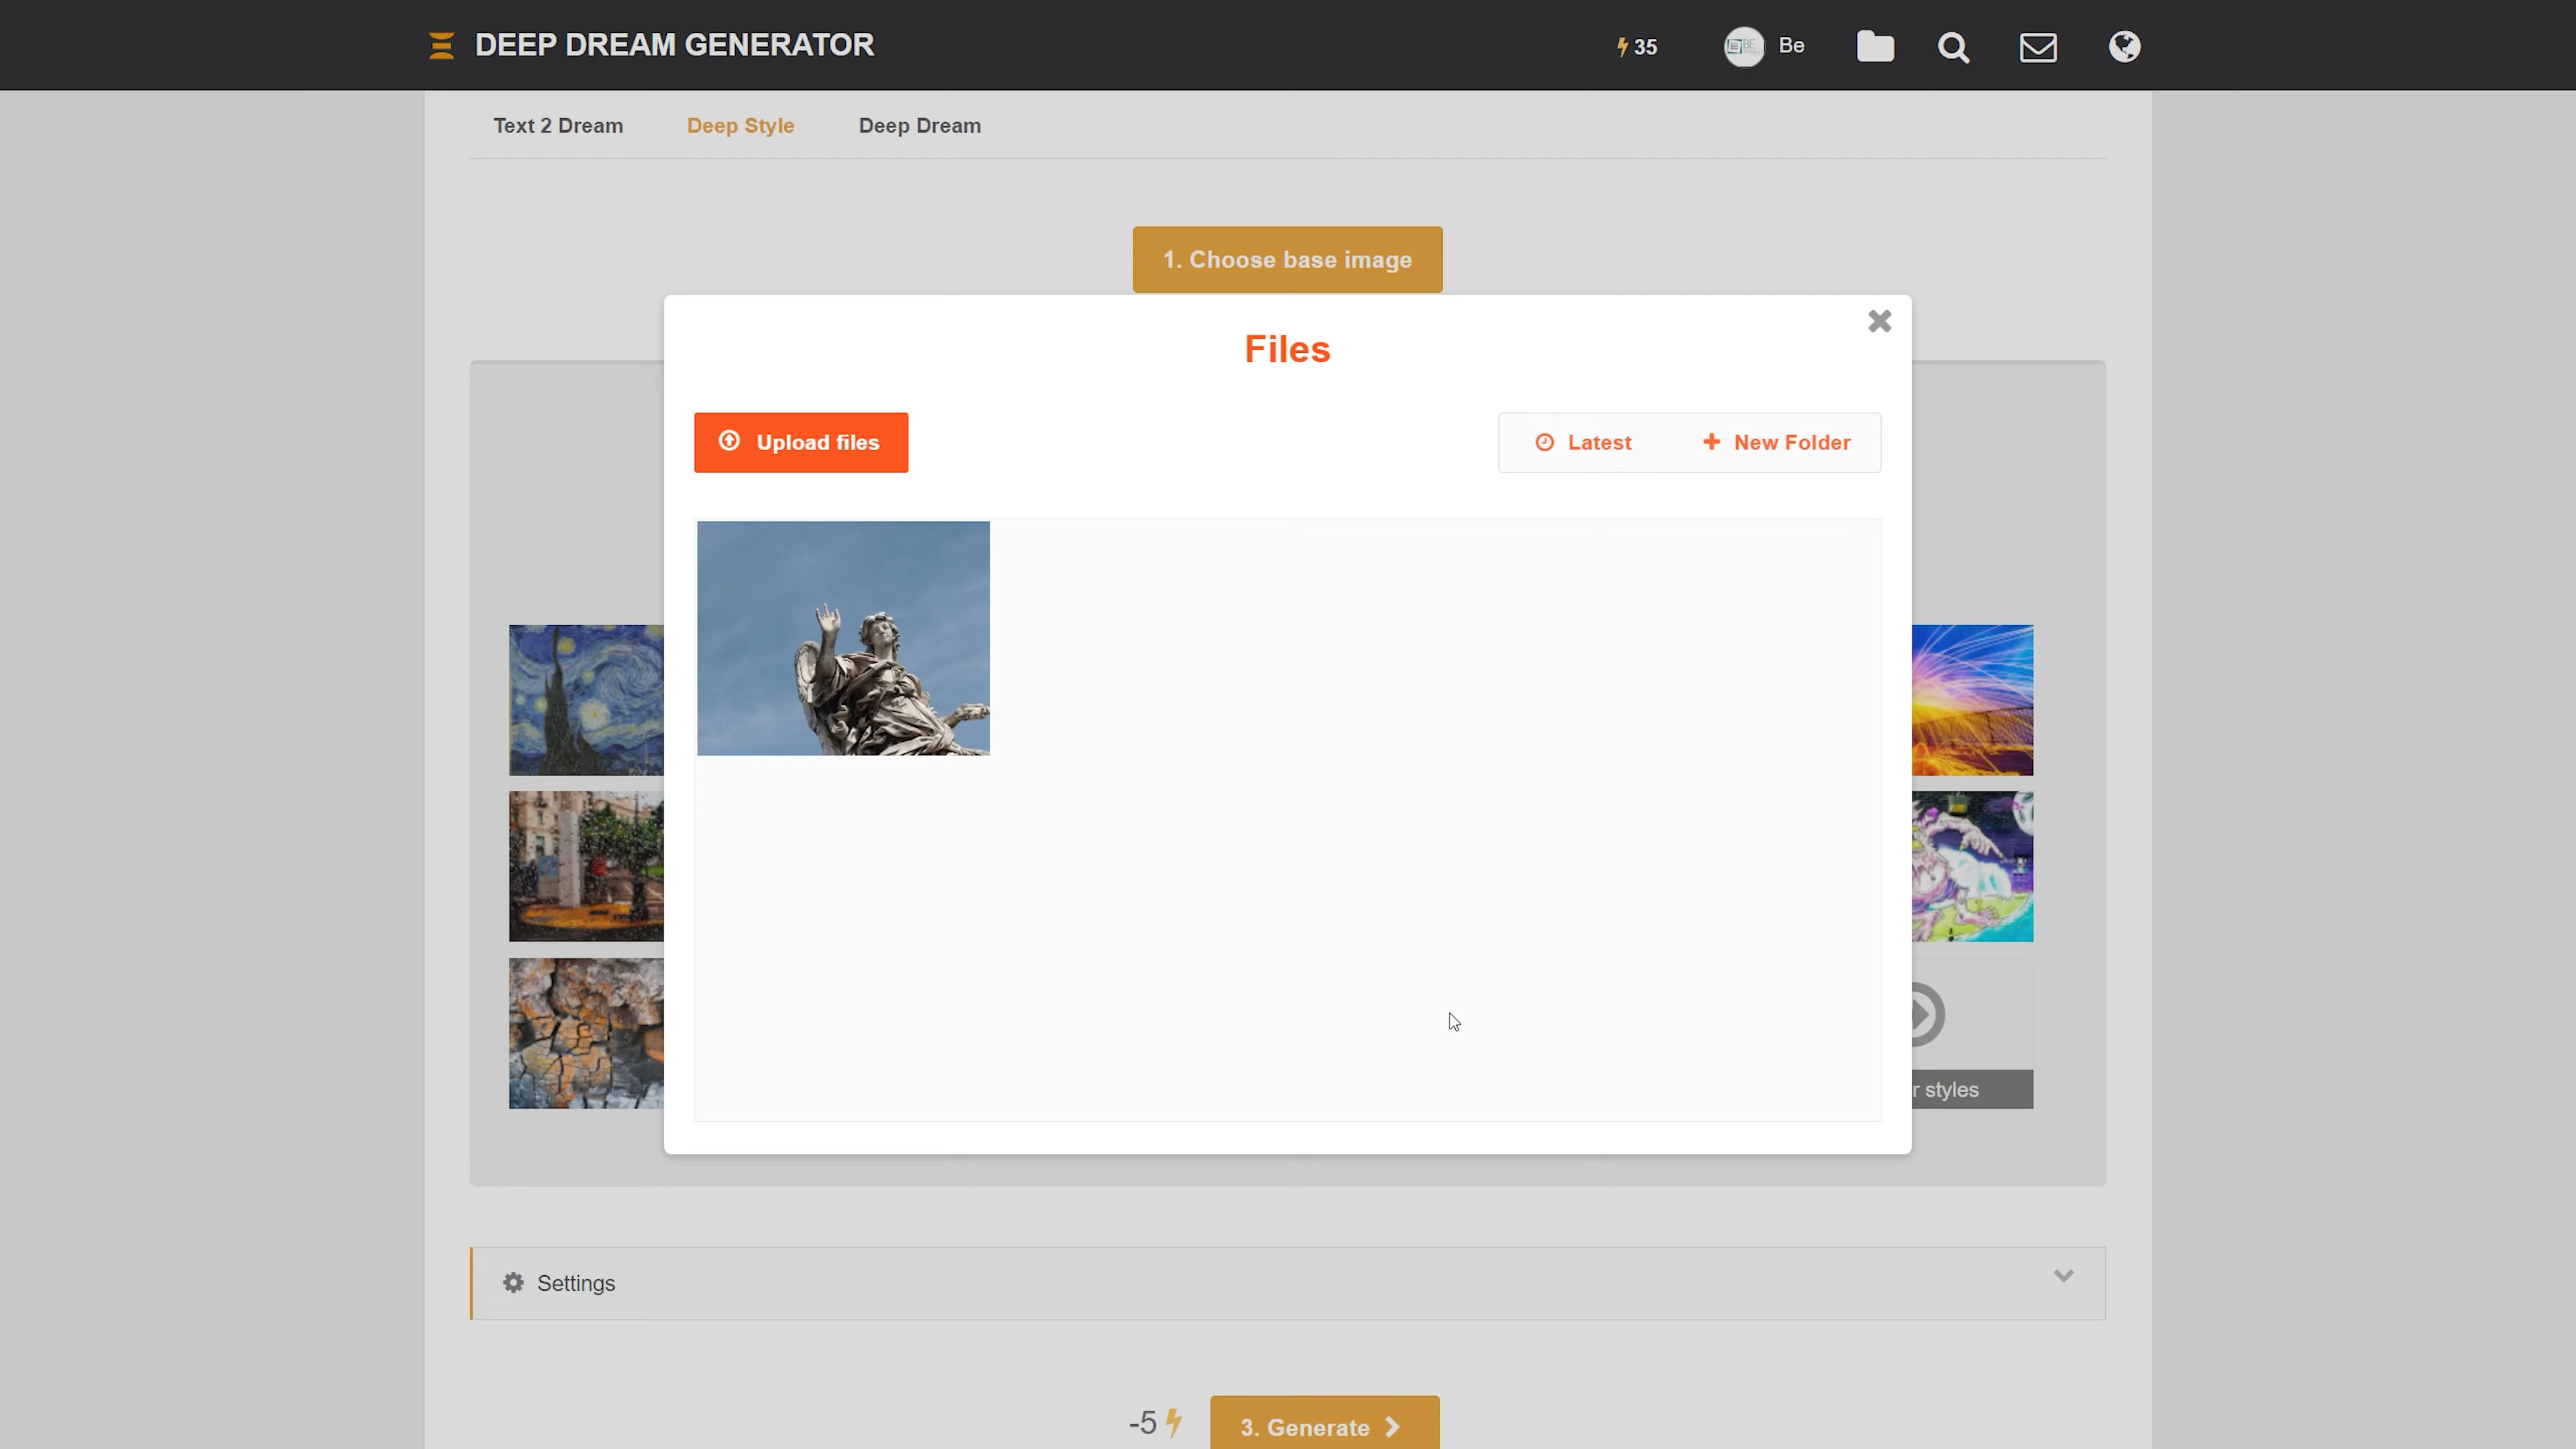 DEEP DREAM GENERATOR
35
Be
Text 2 Dream
Deep Style
Deep Dream
1. Choose base image
Files
Upload files
Latest
New Folder
r styles
Settings
-5
3. Generate